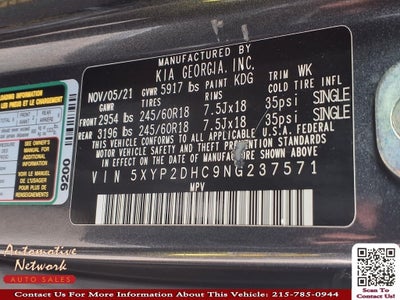 MANUFACTURED BY
KIA GEORGIA, INC.
NOV/05/21 GVWR 5917 lbs PAINT KDG TRIM WK
GAWR TIRES RIMS COLD TIRE INFL
FRONT 2954 lbs 245/60R18 7.5Jx18 35psi SINGLE
REAR 3196 lbs 245/60R18 7.5Jx18 35psi SINGLE
THIS VEHICLE CONFORMS TO ALL APPLICABLE U.S.A. FEDERAL
MOTOR VEHICLE SAFETY, BUMPER, AND THEFT PREVENTION
STANDARDS IN EFFECT ON THE DATE OF MANUFACTURE
VIN 5XYP2DHC9NG237571
MPV
9200
Automotive
Network
AUTO SALES
Scan To
Contact Us!
Contact Us For More Information About This Vehicle: 215-785-0944